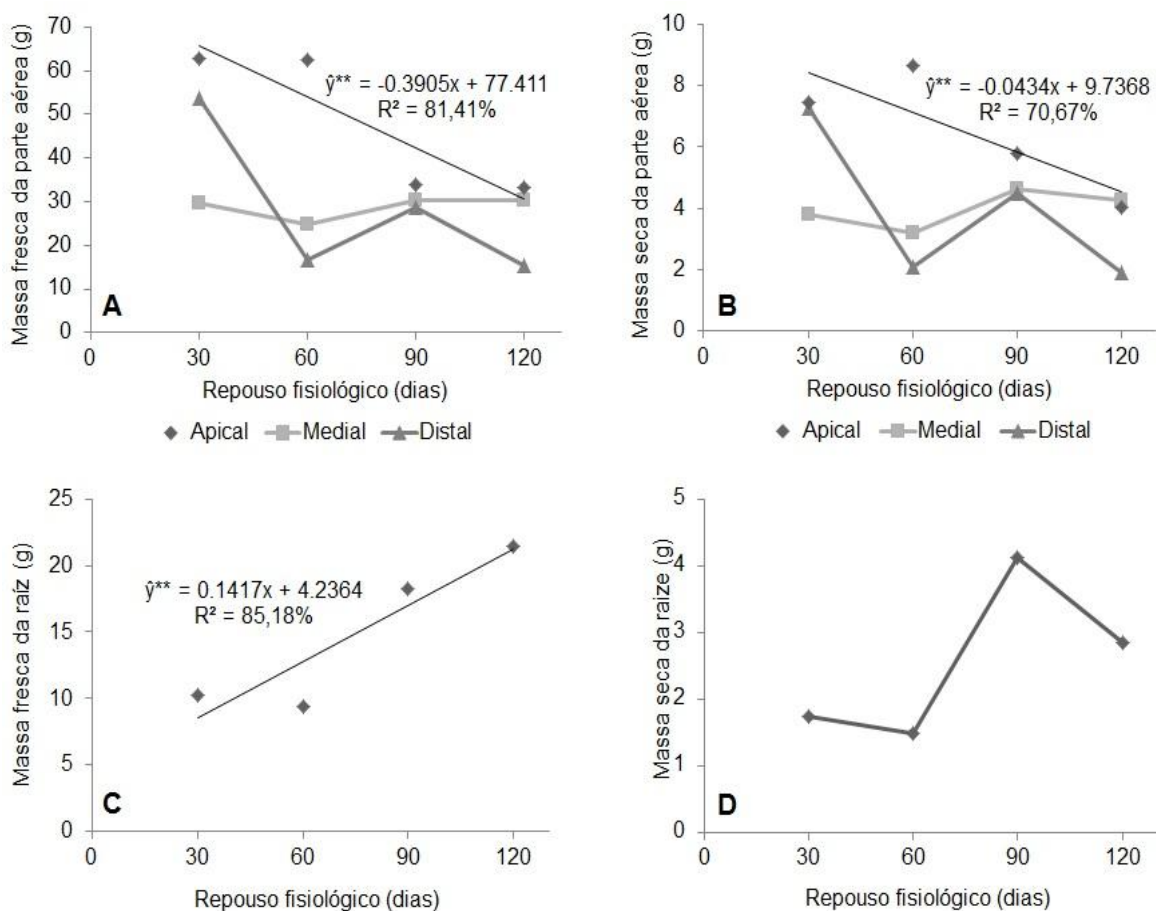 Massa fresca da parte aérea (g)
70
60
50
40
30
20
10
0
ŷ** = -0.3905x + 77.411
R² = 81,41%
A
0 30 60 90 120
Repouso fisiológico (dias)
Apical Medial Distal
Massa seca da parte aérea (g)
10
8
6
4
2
0
ŷ** = -0.0434x + 9.7368
R² = 70,67%
B
0 30 60 90 120
Repouso fisiológico (dias)
Apical Medial Distal
Massa fresca da raíz (g)
25
20
15
10
5
0
ŷ** = 0.1417x + 4.2364
R² = 85,18%
C
0 30 60 90 120
Repouso fisiológico (dias)
Massa seca da raize (g)
5
4
3
2
1
0
D
0 30 60 90 120
Repouso fisiológico (dias)